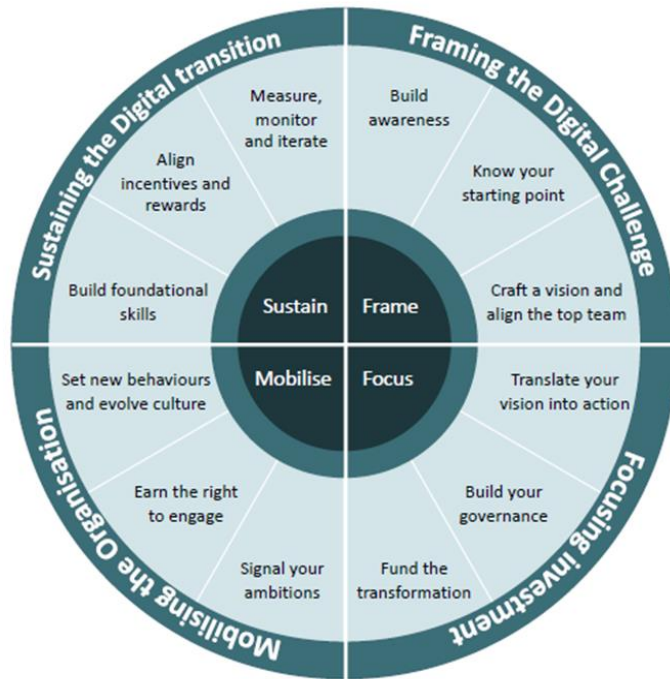 Framing the Digital Challenge
Build
awareness
Know your
starting point
Craft a vision and
align the top team
Frame
Focusing investment
Translate your
vision into action
Build your
governance
Fund the
transformation
Focus
Mobilising the Organisation
Signal your
ambitions
Earn the right
to engage
Set new behaviours
and evolve culture
Mobilise
Sustaining the Digital transition
Build foundational
skills
Align
incentives and
rewards
Measure,
monitor
and iterate
Sustain